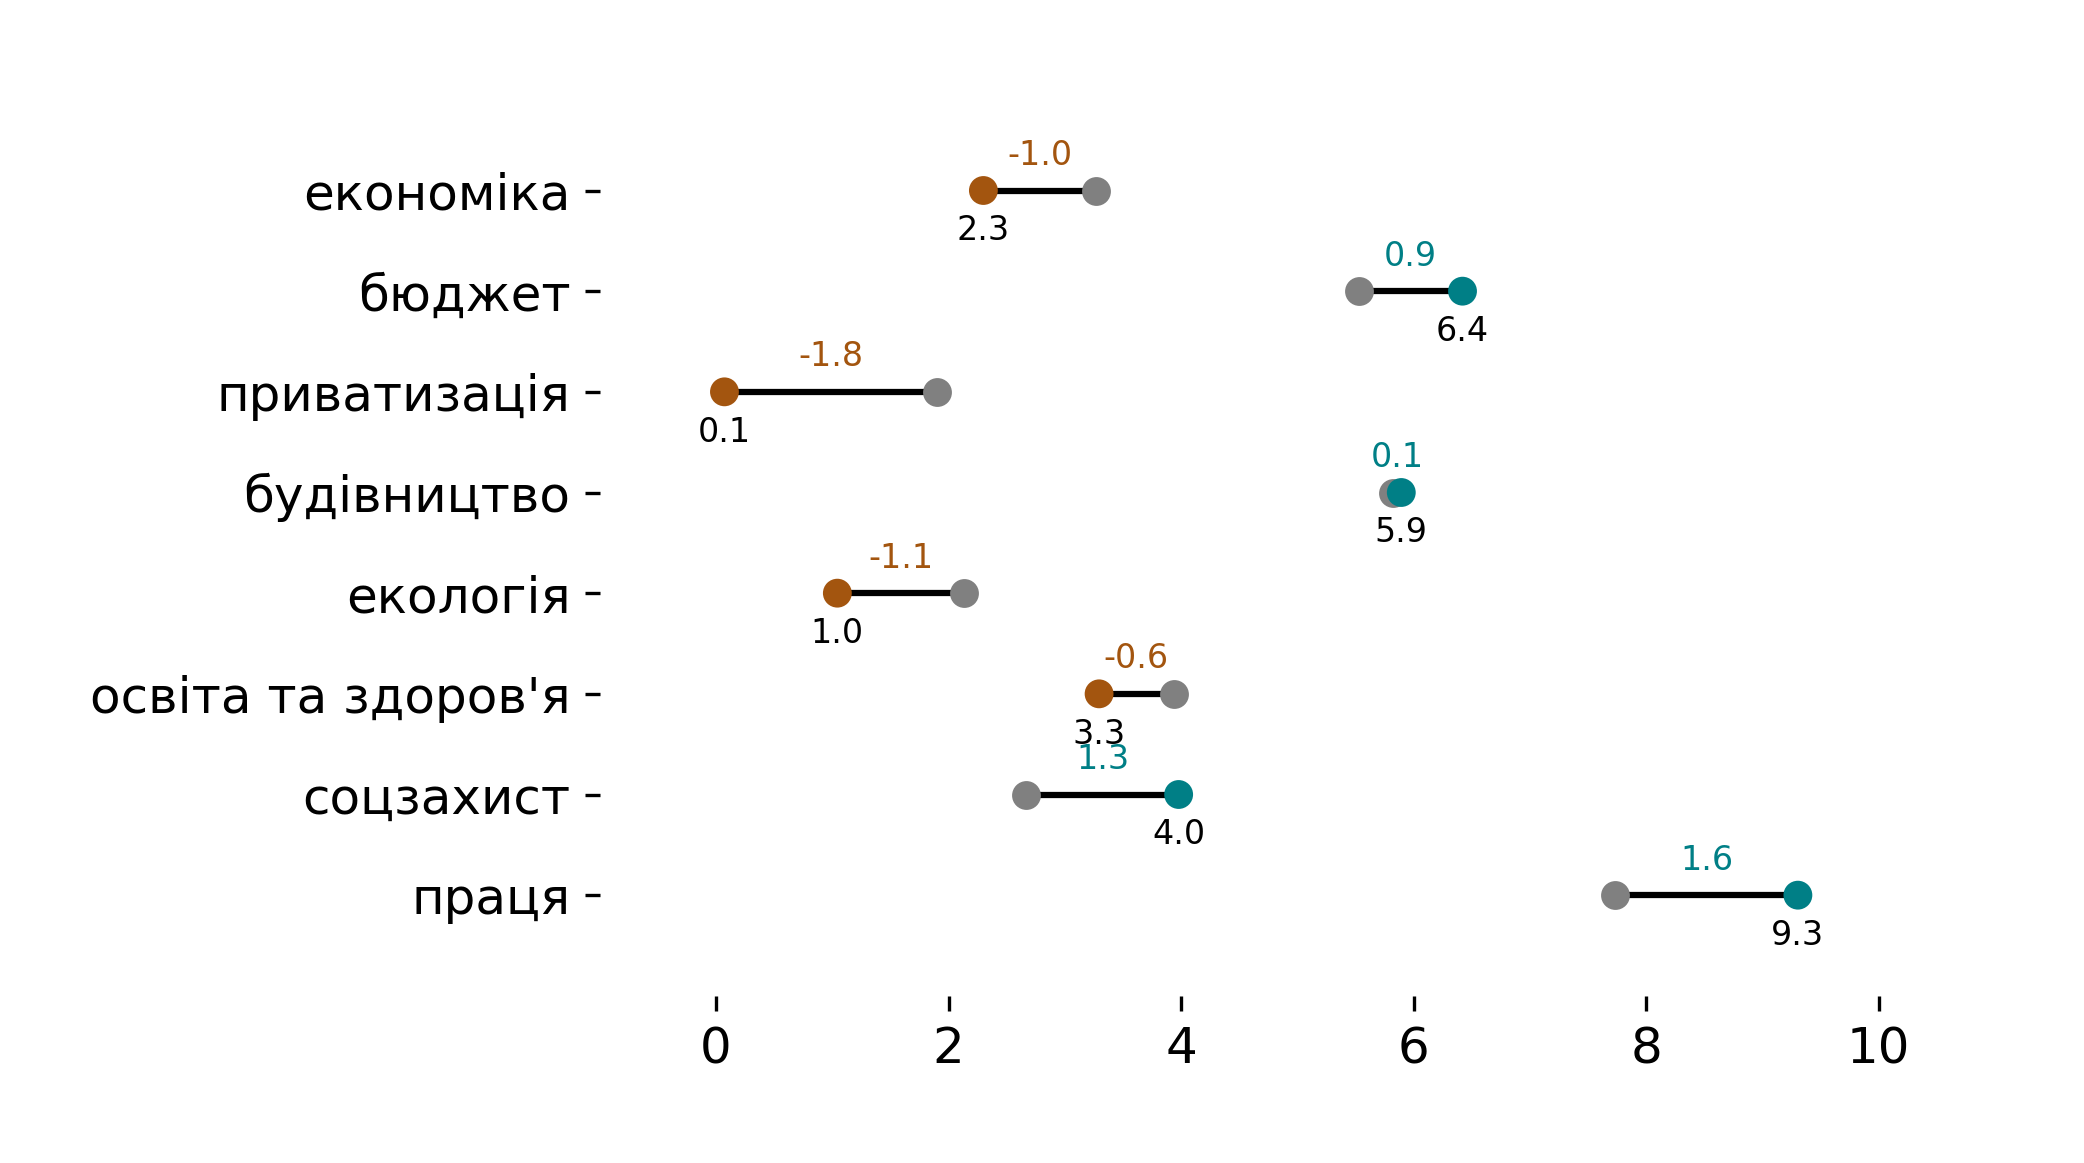 -1.0
економіка
2.3
0.9
бюджет
6.4
-1.8
приватизація
0.1
0.1
будівництво
5.9
-1.1
екологія
1.0
-0.6
освіта та здоров'я
3.3
1.3
соцзахист
4.0
1.6
праця
9.3
0 2 4 6 8 10